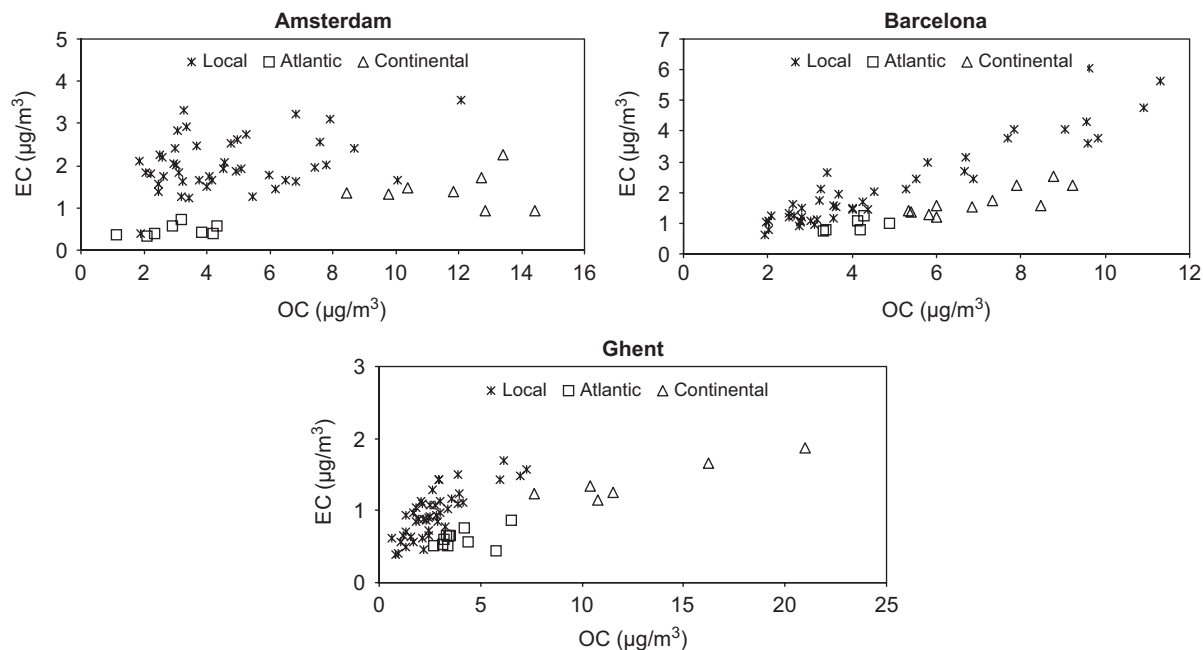 Amsterdam
5
4
3
2
1
0
EC (µg/m³)
Local Atlantic Continental
0 2 4 6 8 10 12 14 16
OC (µg/m³)
Barcelona
7
6
5
4
3
2
1
0
EC (µg/m³)
Local Atlantic Continental
0 2 4 6 8 10 12
OC (µg/m³)
Ghent
3
2
1
0
EC (µg/m³)
Local Atlantic Continental
0 5 10 15 20 25
OC (µg/m³)